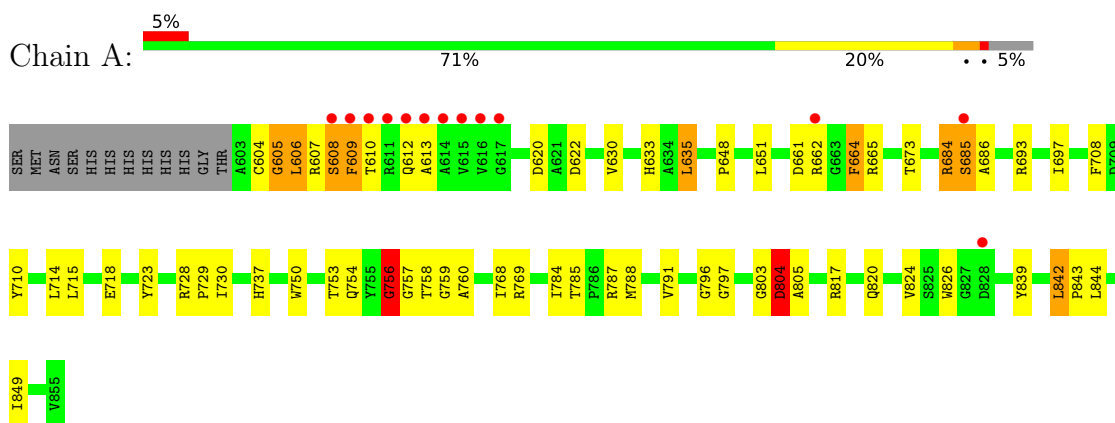 5%
Chain A:
71% 20% • • 5%
SER MET ASN SER HIS HIS HIS HIS HIS HIS GLY THR A603 C604 G605 L606 R607 S608 F609 T610 R611 Q612 A613 A614 V615 V616 G617 D620 A621 D622 V630 H633 A634 L635 P648 L651 D661 R662 G663 F664 R665 T673 R684 S685 A686 R693 I697 F708 D709
Y710 L714 L715 E718 Y723 R728 P729 I730 H737 W750 T753 Q754 Y755 G756 G757 T758 G759 A760 I768 R769 I784 T785 P786 R787 M788 V791 G796 G797 G803 D804 A805 R817 Q820 V824 S825 W826 G827 D828 Y839 L842 P843 L844
I849 V855